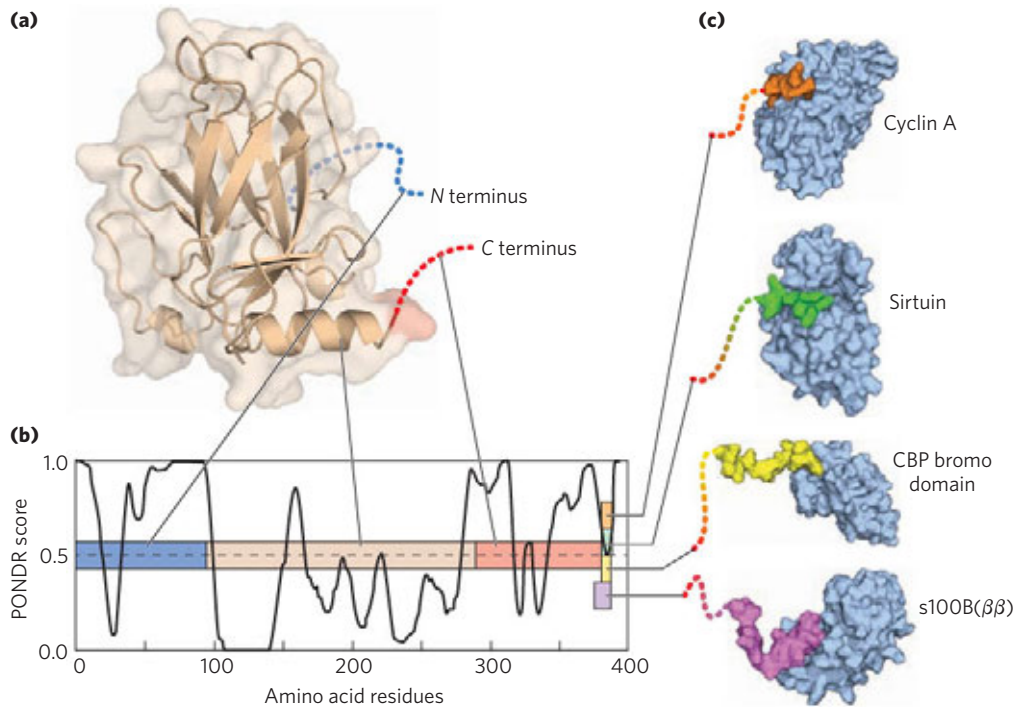 (a)
(c)
Cyclin A
N terminus
C terminus
Sirtuin
(b)
1.0
CBP bromo
domain
PONDR score
0.5
s100B(ββ)
0.0
0
100
200
300
400
Amino acid residues